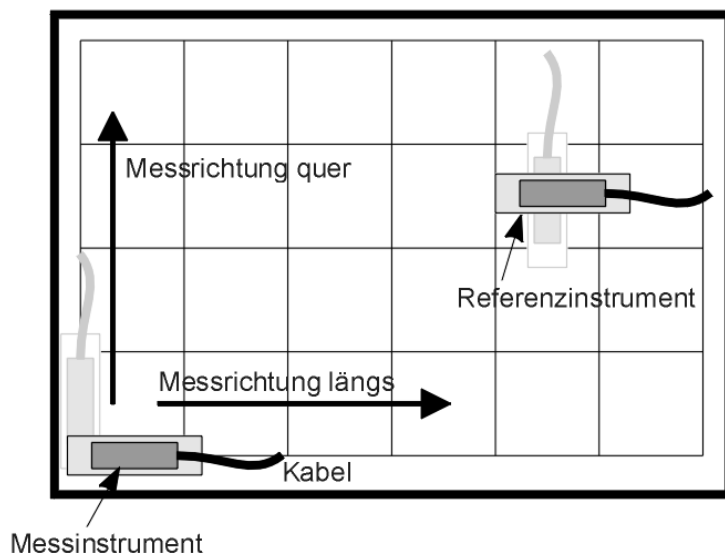 Messrichtung quer
Referenzinstrument
Messrichtung längs
Kabel
Messinstrument